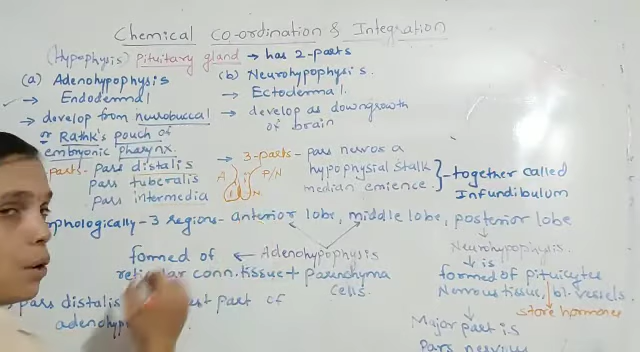 Chemical Co-ordination & Integration
(Hypophysis) Pituitary gland → has 2-parts
(a) Adenohypophysis
→ Endodermal
→ develop from neurobuccal
or Rathk's pouch of
embryonic pharynx.
parts- pars distalis
pars tuberalis
pars intermedia
(b) Neurohypophysis.
→ Ectodermal.
→ develop as downgrowth
of brain
→ 3-parts - pars nervosa
hypophysial stalk
median emience.
together called
Infundibulum
A P/N
I N
phologically - 3 regions- anterior lobe, middle lobe, posterior lobe
formed of ← Adenohypophysis
conn. tissue + parenchyma
cells.
Neurohypophysis.
↓ is
formed of pituicytes
Nervous tissue, bl. vessels.
store hormones
Major part is
Pars nervosa
pars distalis part of